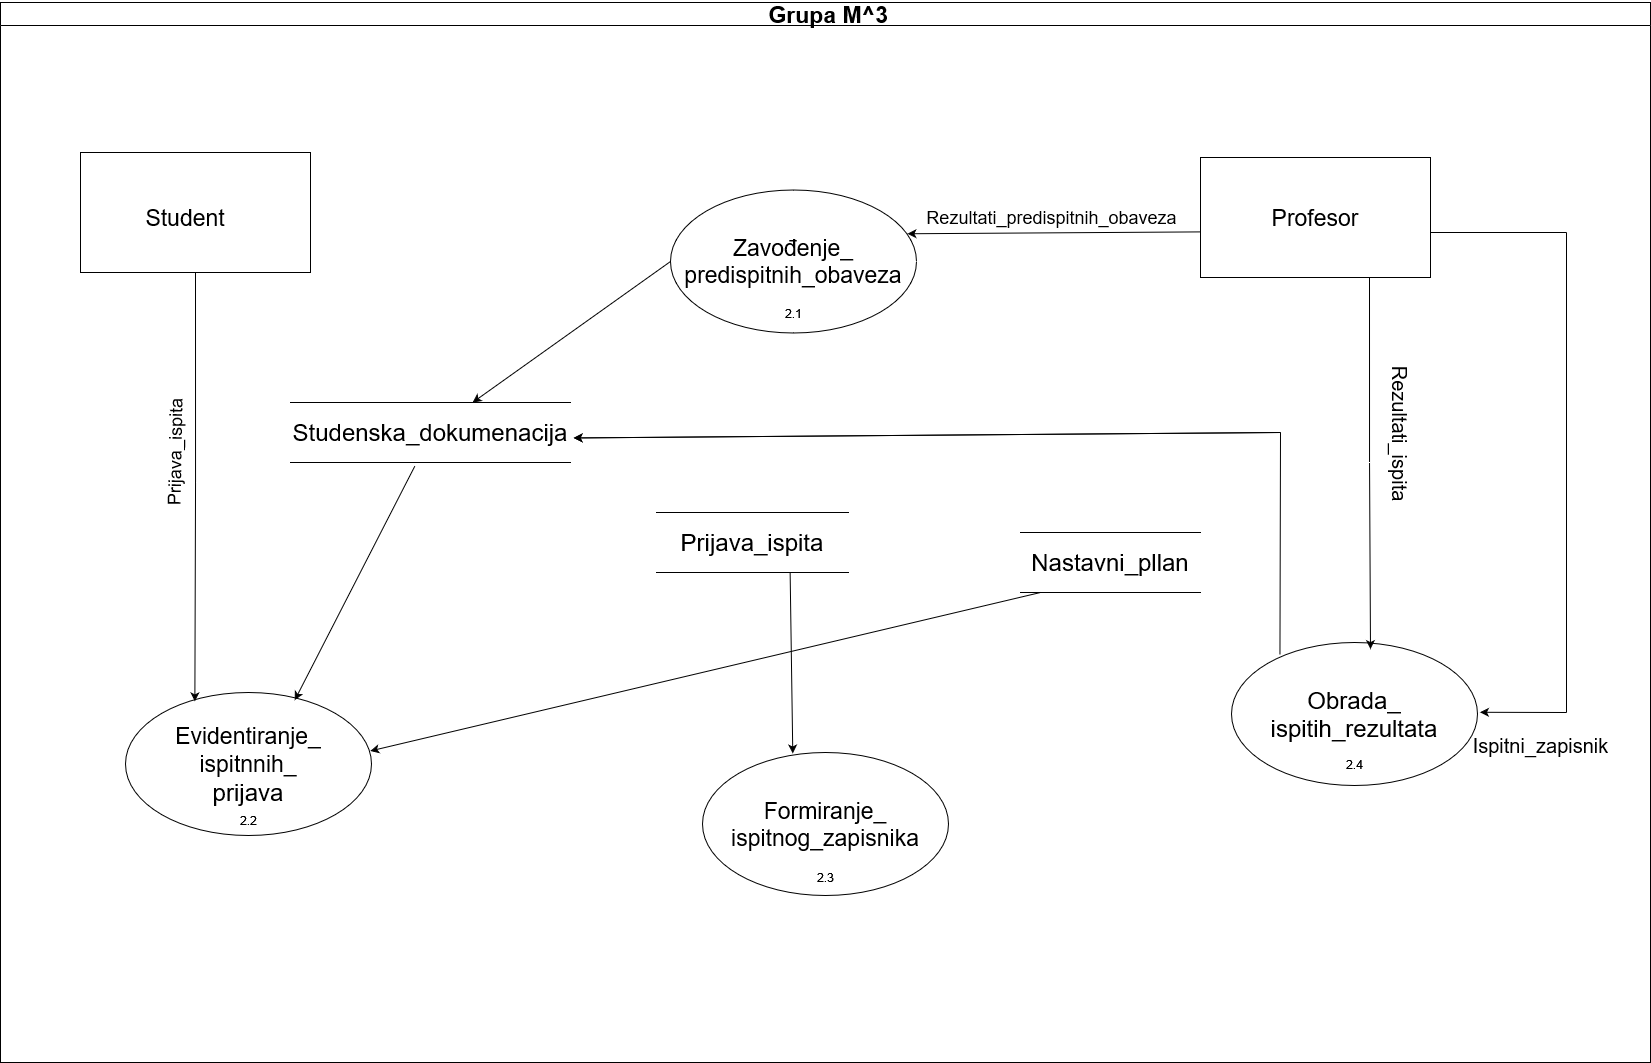 Grupa M^3
Student
Profesor
Rezultati_predispitnih_obaveza
Zavođenje_
predispitnih_obaveza
2.1
Prijava_ispita
Rezultati_ispita
Studenska_dokumenacija
Prijava_ispita
Nastavni_pllan
Evidentiranje_
ispitnnih_
prijava
2.2
Obrada_
ispitih_rezultata
2.4
Ispitni_zapisnik
Formiranje_
ispitnog_zapisnika
2.3